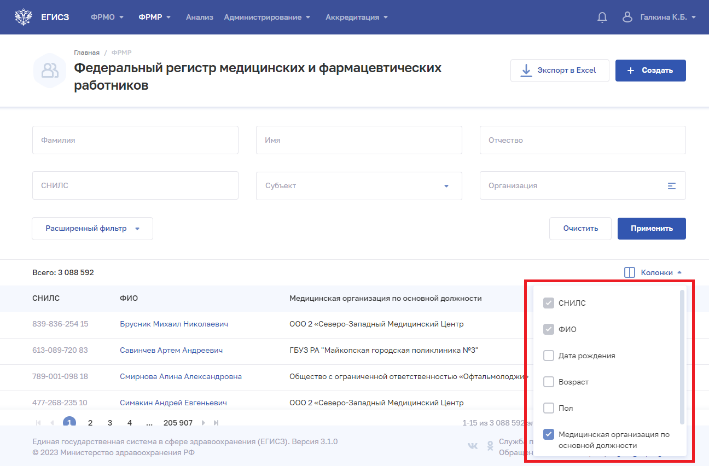 ЕГИСЗ ФРМО ФРМР Анализ Администрирование Аккредитация Галкина К.Б.
Главная / ФРМР
Федеральный регистр медицинских и фармацевтических
работников
Экспорт в Excel
+ Создать
Фамилия Имя Отчество
СНИЛС Субъект Организация
Расширенный фильтр Очистить Применить
Всего: 3 088 592 Колонки
СНИЛС ФИО Медицинская организация по основной должности
839-836-254 15 Брусник Михаил Николаевич ООО 2 «Северо-Западный Медицинский Центр
613-089-720 83 Савинчев Артем Андреевич ГБУЗ РА "Майкопская городская поликлиника №3"
789-001-098 18 Смирнова Алина Александровна Общество с ограниченной ответственностью «Офтальмолоджи
477-268-235 10 Симакин Андрей Евгеньевич ООО 2 «Северо-Западный Медицинский Центр
СНИЛС
ФИО
Дата рождения
Возраст
Пол
Медицинская организация по
основной должности
1 2 3 4 ... 205 907 1-15 из 3 088 592
Единая государственная система в сфере здравоохранения (ЕГИСЗ). Версия 3.1.0
© 2023 Министерство здравоохранения РФ
Служба